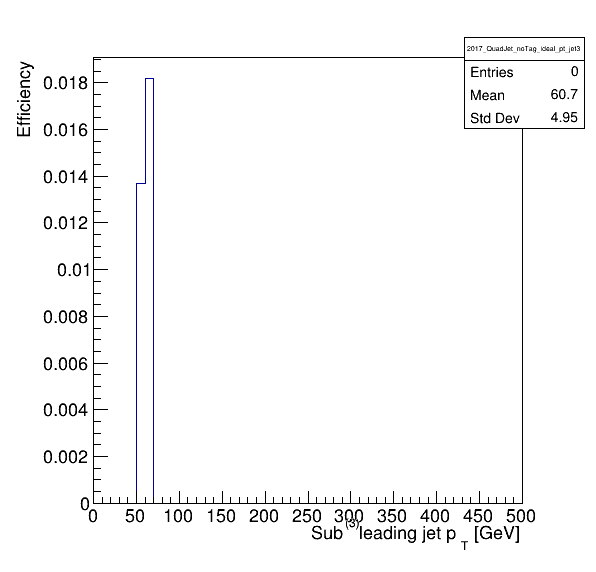 2017_QuadJet_noTag_ideal_pt_jet3
Entries 0
Mean 60.7
Std Dev 4.95
Efficiency
0.018
0.016
0.014
0.012
0.01
0.008
0.006
0.004
0.002
0
0 50 100 150 200 250 300 350 400 450 500
Sub(3)leading jet p T [GeV]